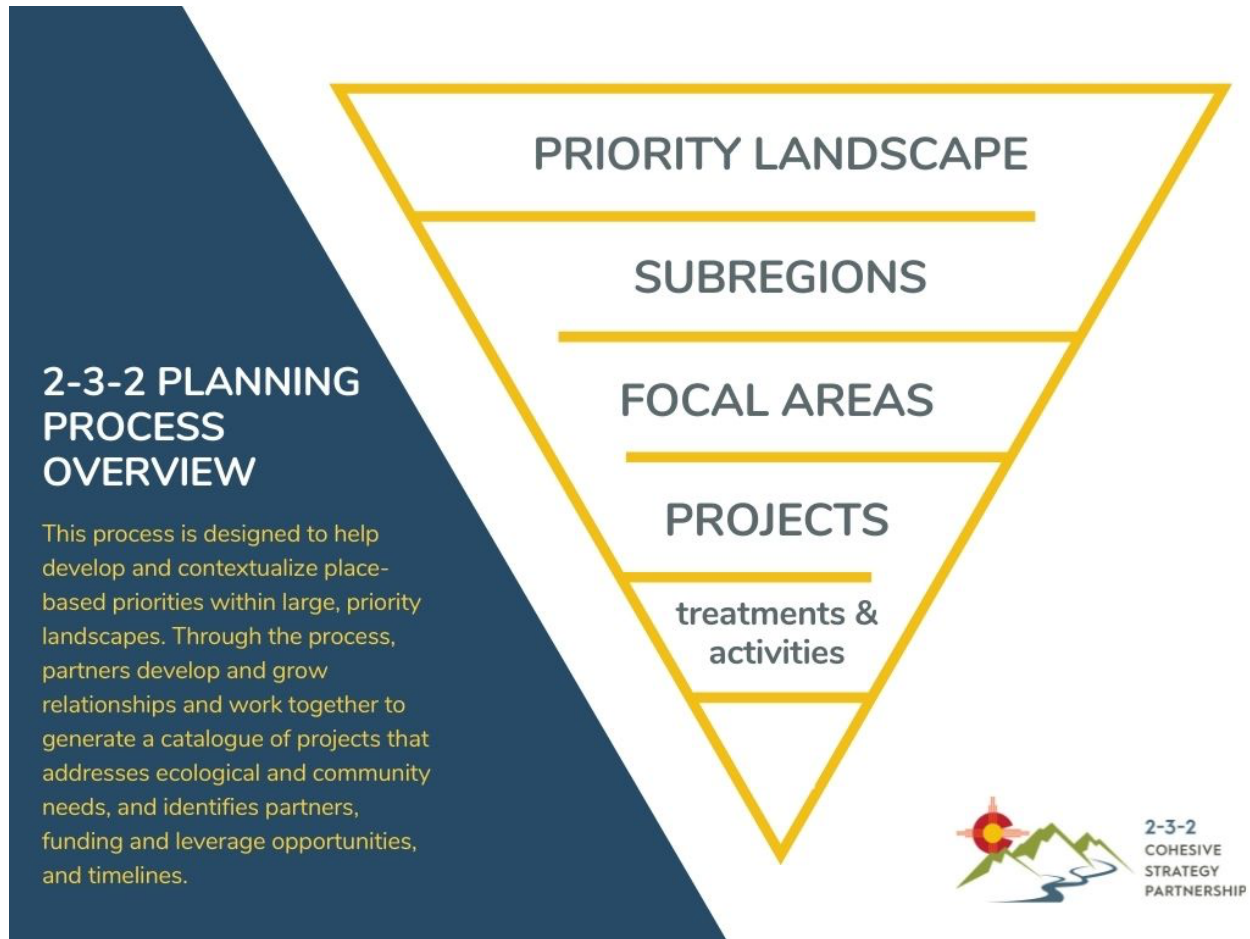 PRIORITY LANDSCAPE
SUBREGIONS
FOCAL AREAS
PROJECTS
treatments &
activities
2-3-2 PLANNING
PROCESS
OVERVIEW
This process is designed to help
develop and contextualize place-
based priorities within large, priority
landscapes. Through the process,
partners develop and grow
relationships and work together to
generate a catalogue of projects that
addresses ecological and community
needs, and identifies partners,
funding and leverage opportunities,
and timelines.
2-3-2
COHESIVE
STRATEGY
PARTNERSHIP